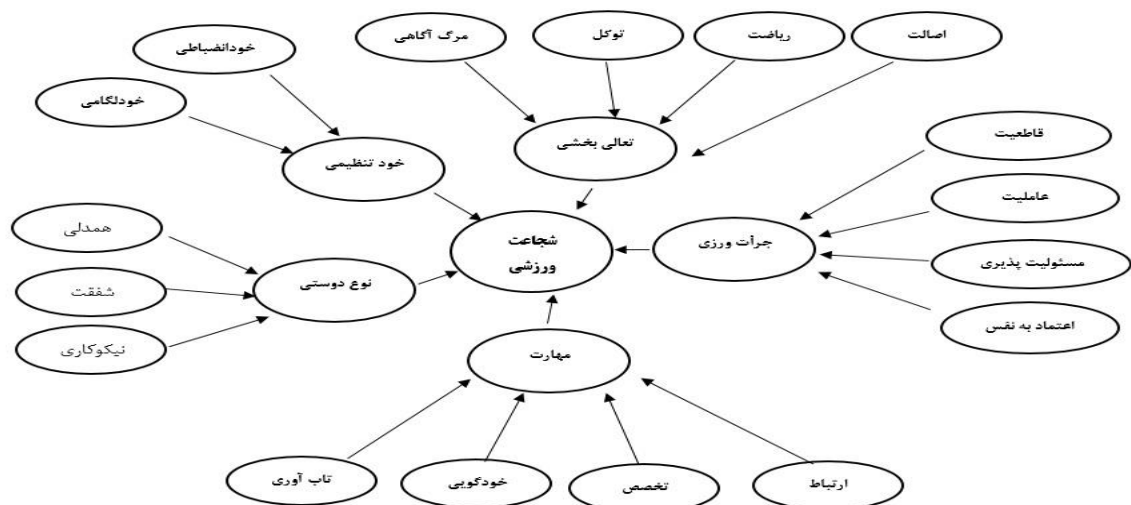 اصالت
ریاضت
توکل
مرگ آگاهی
خودانضباطی
خودلگامی
تعالی بخشی
خود تنظیمی
قاطعیت
عاملیت
مسئولیت پذیری
اعتماد به نفس
جرأت ورزی
شجاعت
ورزشی
همدلی
شفقت
نیکوکاری
نوع دوستی
مهارت
ارتباط
تخصص
خودگویی
تاب آوری